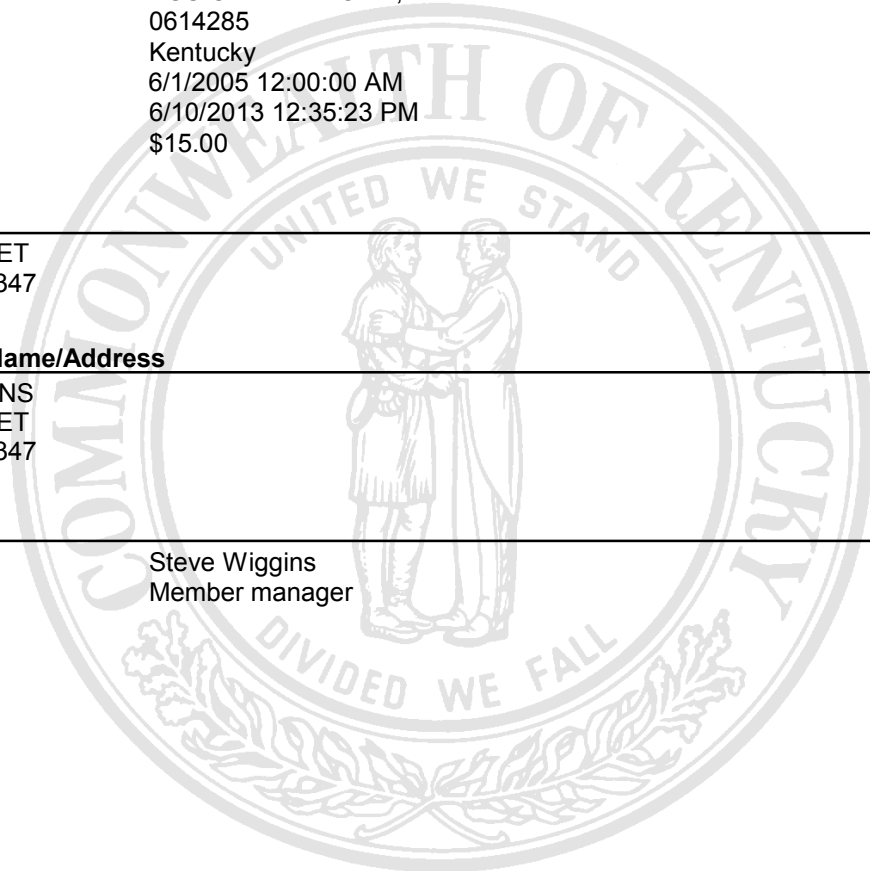 0614285
Kentucky
6/1/2005 12:00:00 AM
6/10/2013 12:35:23 PM
$15.00
ET
347
Name/Address
NS
ET
347
Steve Wiggins
Member manager
COMMONWEALTH OF KENTUCKY
UNITED WE STAND
DIVIDED WE FALL